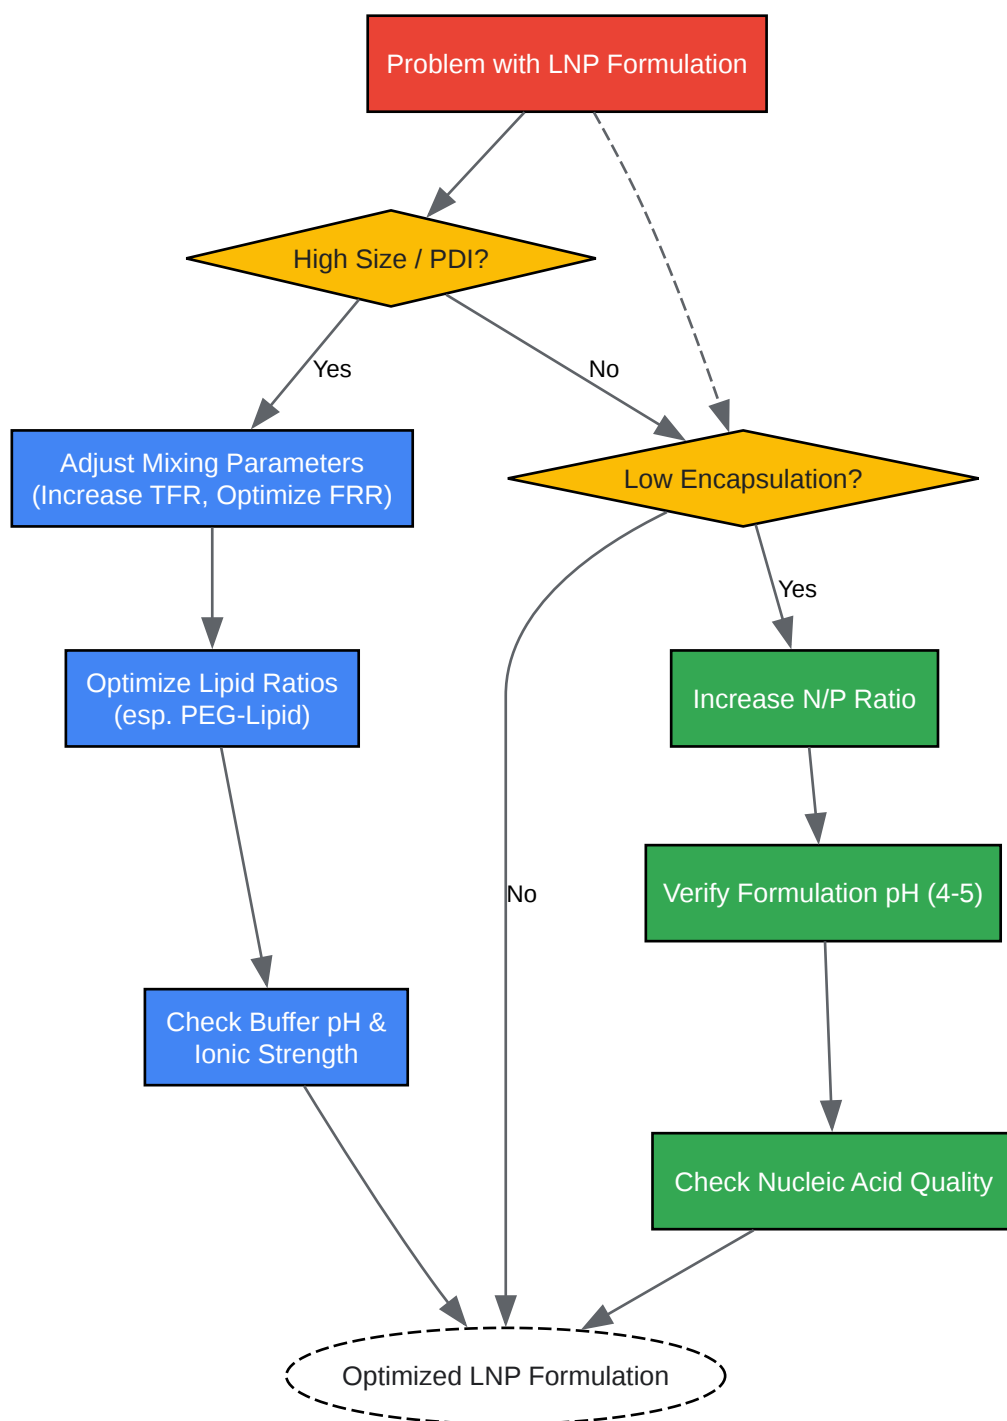 Problem with LNP Formulation
High Size / PDI?
Yes
No
Adjust Mixing Parameters
(Increase TFR, Optimize FRR)
Low Encapsulation?
Yes
Optimize Lipid Ratios
(esp. PEG-Lipid)
Increase N/P Ratio
No
Verify Formulation pH (4-5)
Check Buffer pH &
Ionic Strength
Check Nucleic Acid Quality
Optimized LNP Formulation